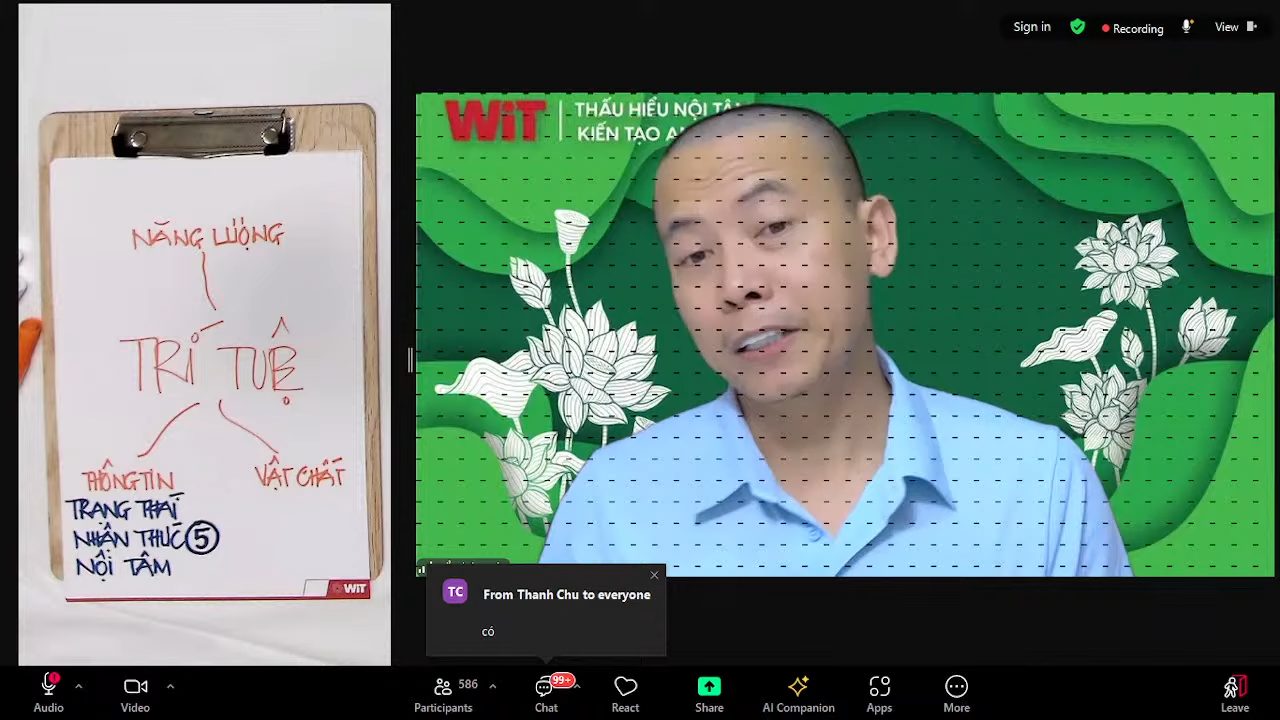 Sign in
Recording
View
WiT
THẤU HIỂU NỘI
KIẾN TẠO
NĂNG LƯỢNG
TRÍ TUỆ
THÔNG TIN
VẬT CHẤT
TRẠNG THÁI
NHẬN THỨC 5
NỘI TÂM
WiT
TC
From Thanh Chu to everyone
có
Audio
Video
586
Participants
99+
Chat
React
Share
AI Companion
Apps
More
Leave